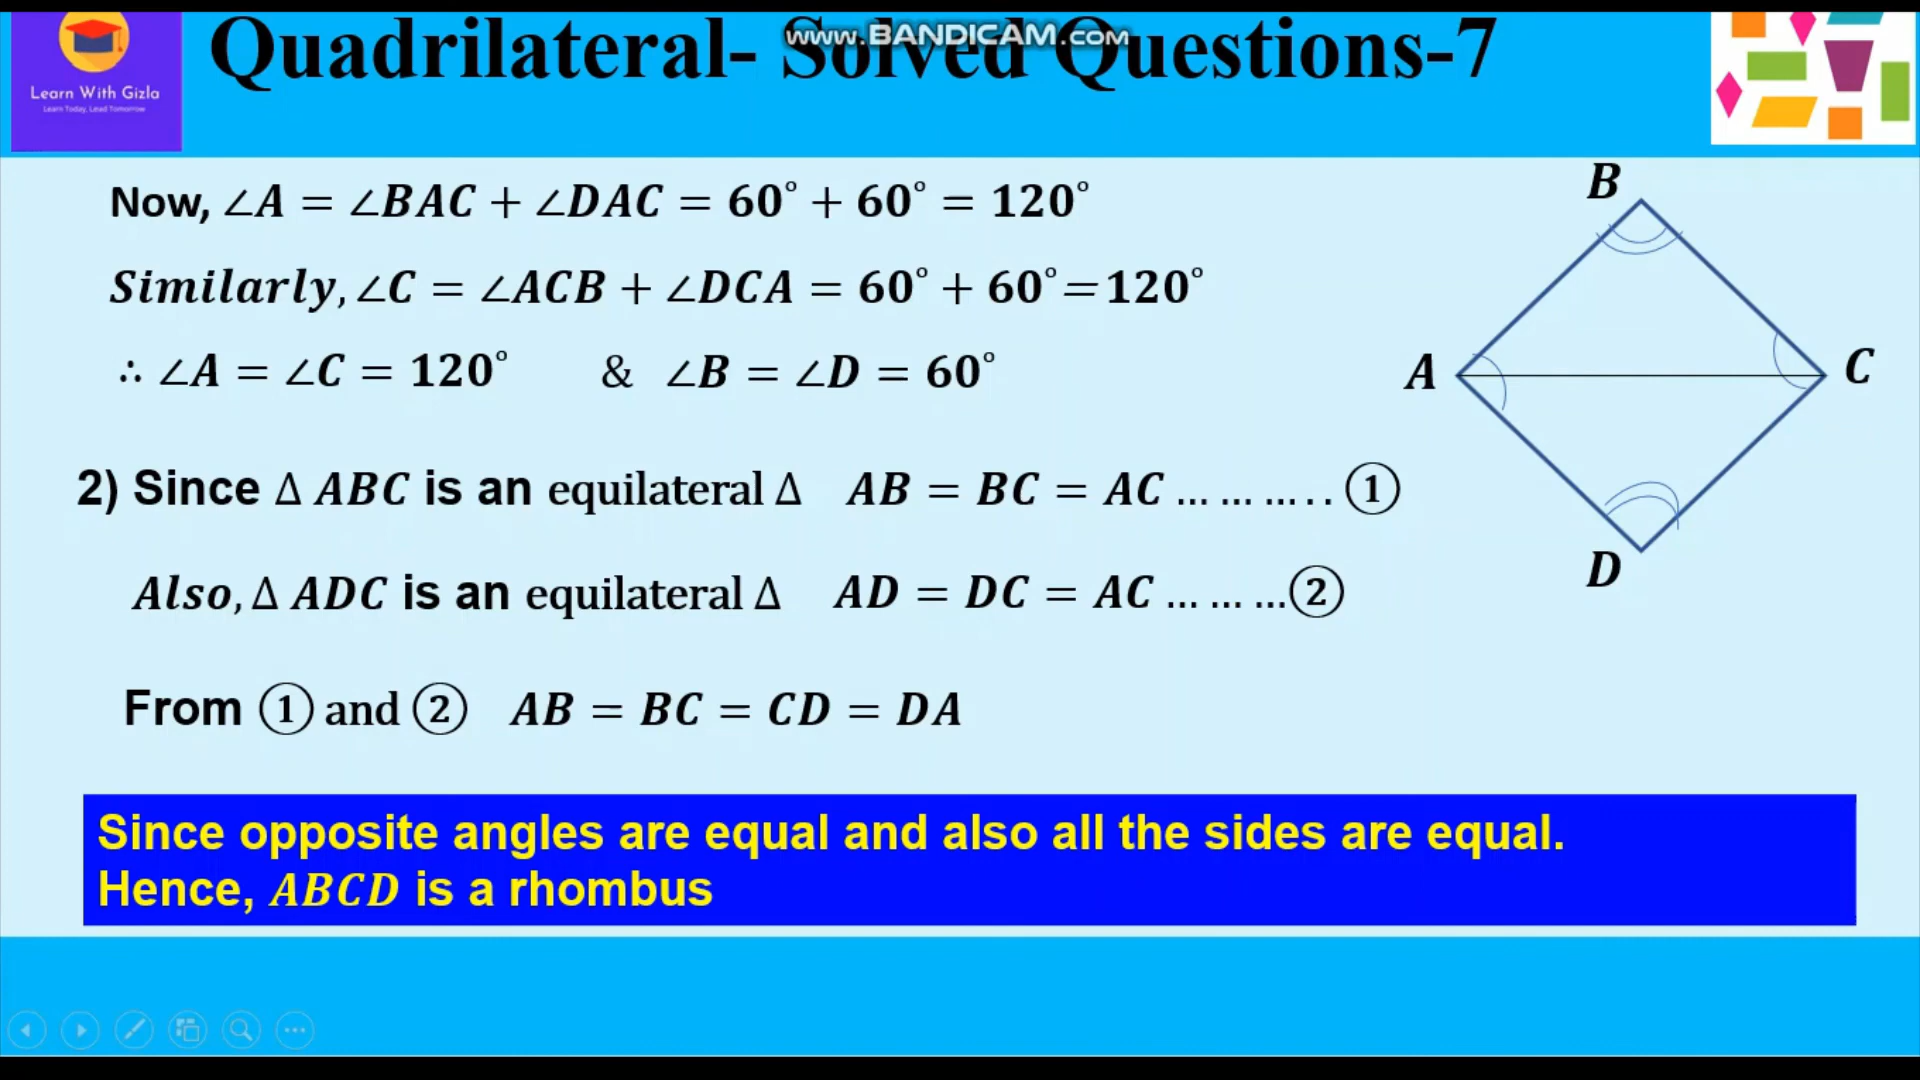 www.BANDICAM.com
Learn With Gizla
Learn Today, Lead Tomorrow
Quadrilateral- Solved Questions-7
Now, ∠A = ∠BAC + ∠DAC = 60° + 60° = 120°
Similarly, ∠C = ∠ACB + ∠DCA = 60° + 60° = 120°
∴ ∠A = ∠C = 120° & ∠B = ∠D = 60°
2) Since Δ ABC is an equilateral Δ AB = BC = AC … … … . . ①
Also, Δ ADC is an equilateral Δ AD = DC = AC … … … ②
From ① and ② AB = BC = CD = DA
B
A
C
D
Since opposite angles are equal and also all the sides are equal.
Hence, ABCD is a rhombus